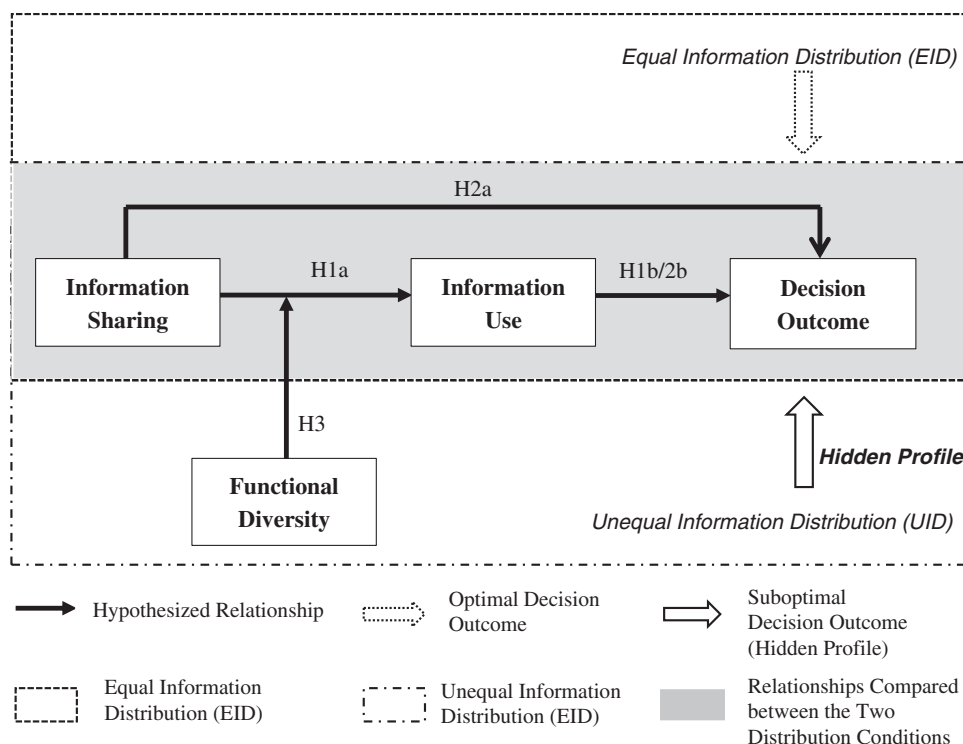 Equal Information Distribution (EID)
H2a
Information
Sharing
H1a
Information
Use
H1b/2b
Decision
Outcome
H3
Functional
Diversity
Hidden Profile
Unequal Information Distribution (UID)
Hypothesized Relationship
Optimal Decision
Outcome
Suboptimal
Decision Outcome
(Hidden Profile)
Equal Information
Distribution (EID)
Unequal Information
Distribution (EID)
Relationships Compared
between the Two
Distribution Conditions